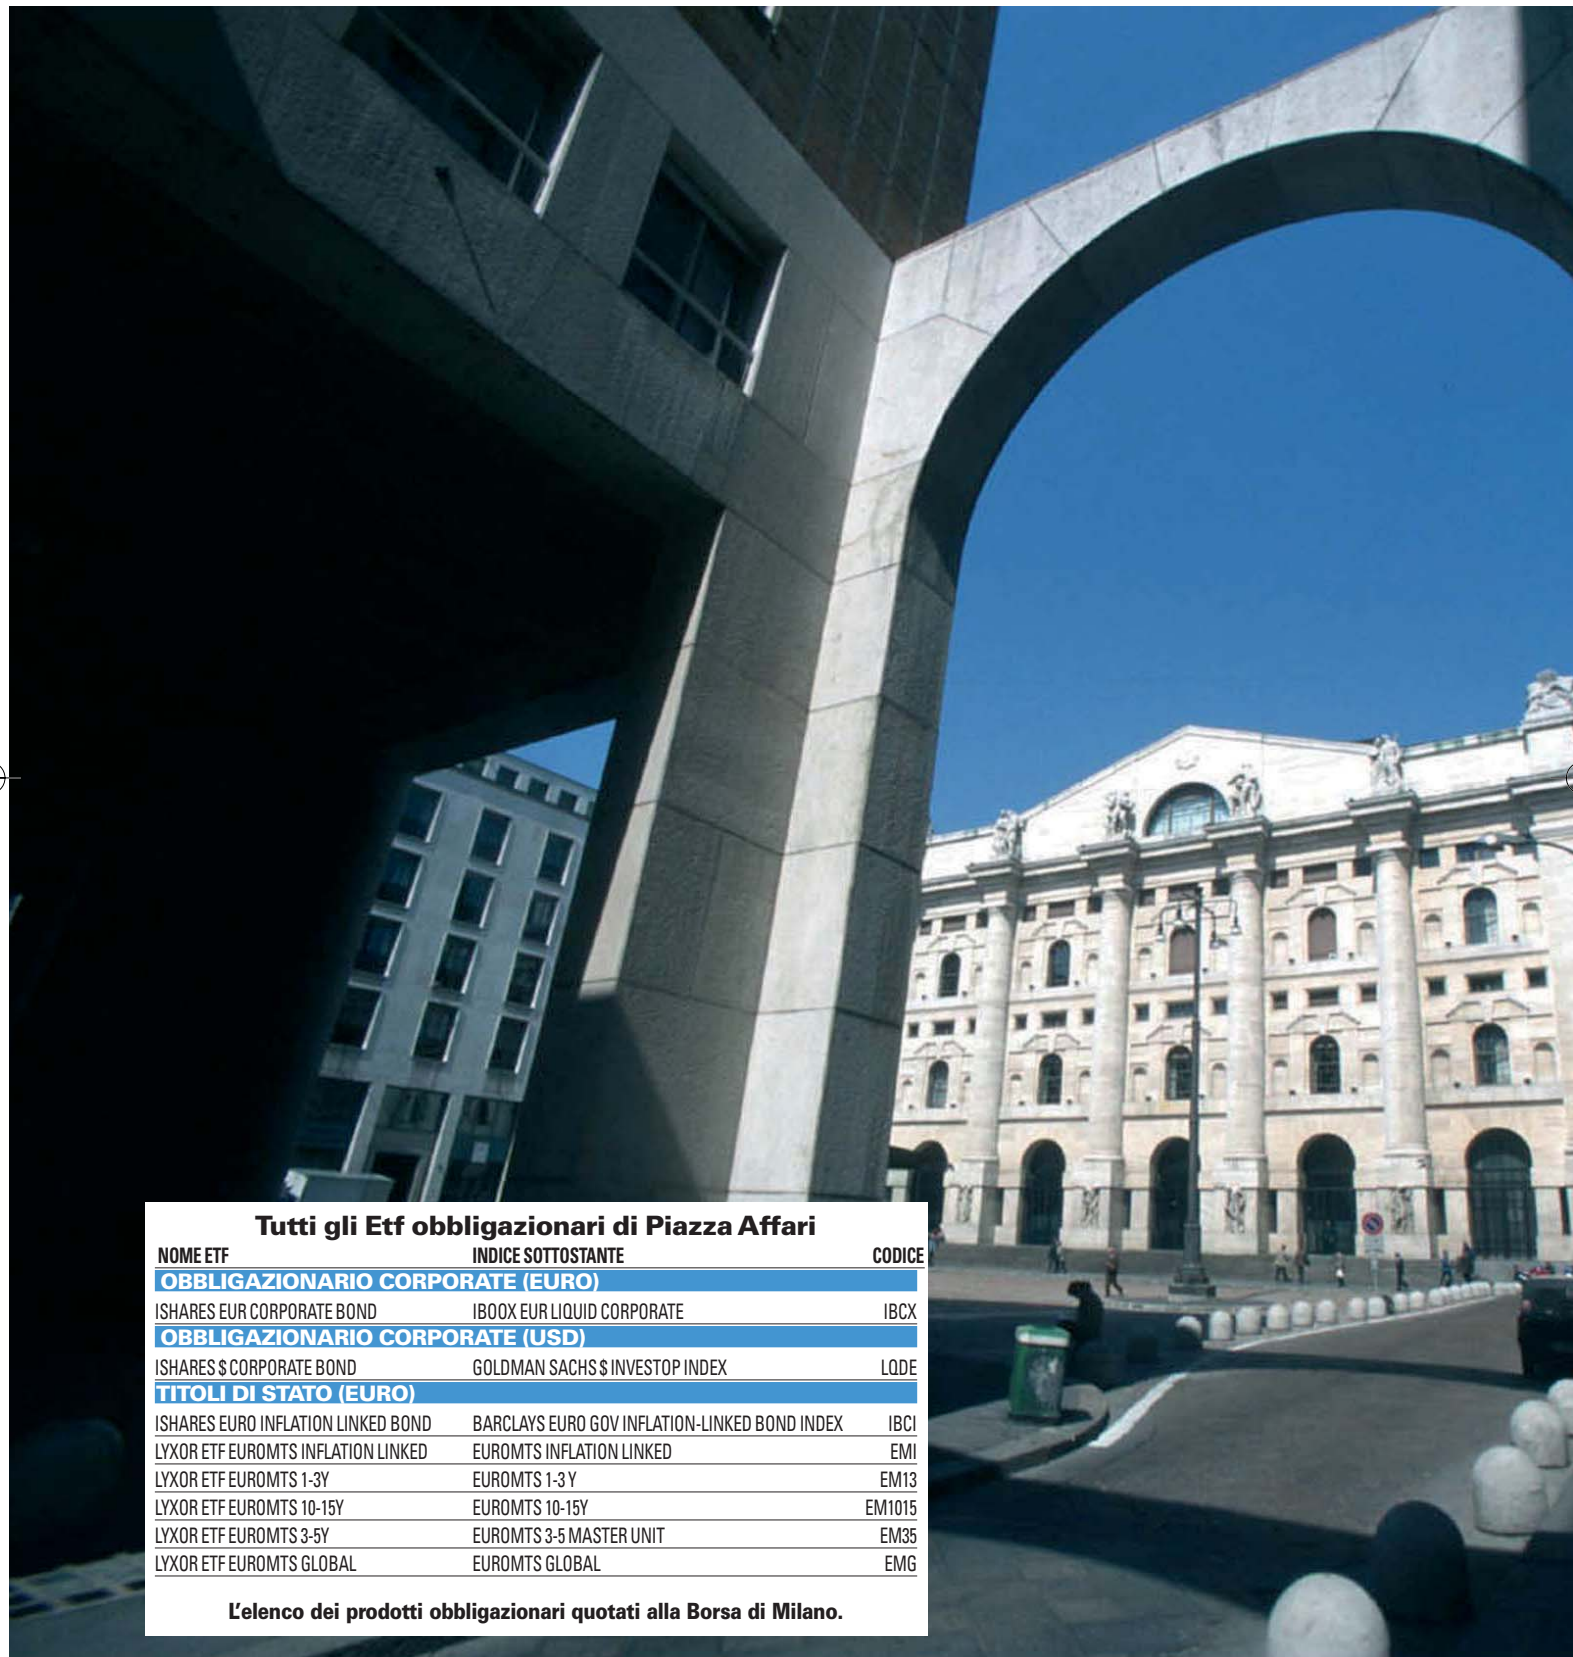 Tutti gli Etf obbligazionari di Piazza Affari
NOME ETF INDICE SOTTOSTANTE CODICE
OBBLIGAZIONARIO CORPORATE (EURO)
ISHARES EUR CORPORATE BOND IBOOX EUR LIQUID CORPORATE IBCX
OBBLIGAZIONARIO CORPORATE (USD)
ISHARES $ CORPORATE BOND GOLDMAN SACHS $ INVESTOP INDEX LQDE
TITOLI DI STATO (EURO)
ISHARES EURO INFLATION LINKED BOND BARCLAYS EURO GOV INFLATION-LINKED BOND INDEX IBCI
LYXOR ETF EUROMTS INFLATION LINKED EUROMTS INFLATION LINKED EMI
LYXOR ETF EUROMTS 1-3Y EUROMTS 1-3 Y EM13
LYXOR ETF EUROMTS 10-15Y EUROMTS 10-15Y EM1015
LYXOR ETF EUROMTS 3-5Y EUROMTS 3-5 MASTER UNIT EM35
LYXOR ETF EUROMTS GLOBAL EUROMTS GLOBAL EMG
L'elenco dei prodotti obbligazionari quotati alla Borsa di Milano.